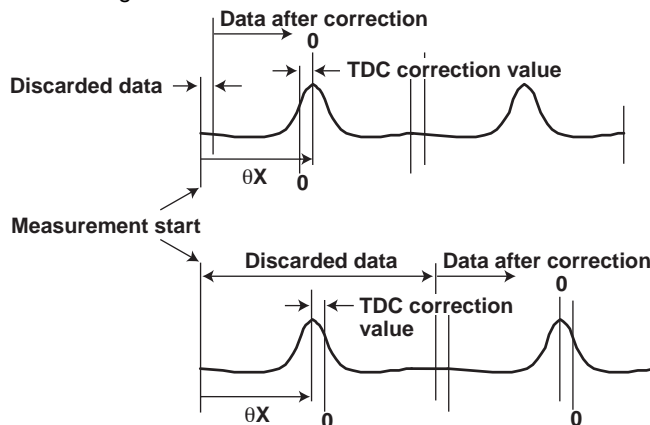 Data after correction
0
TDC correction value
Discarded data
θX
0
Measurement start
Discarded data
Data after correction
0
TDC correction
value
θX
0
0